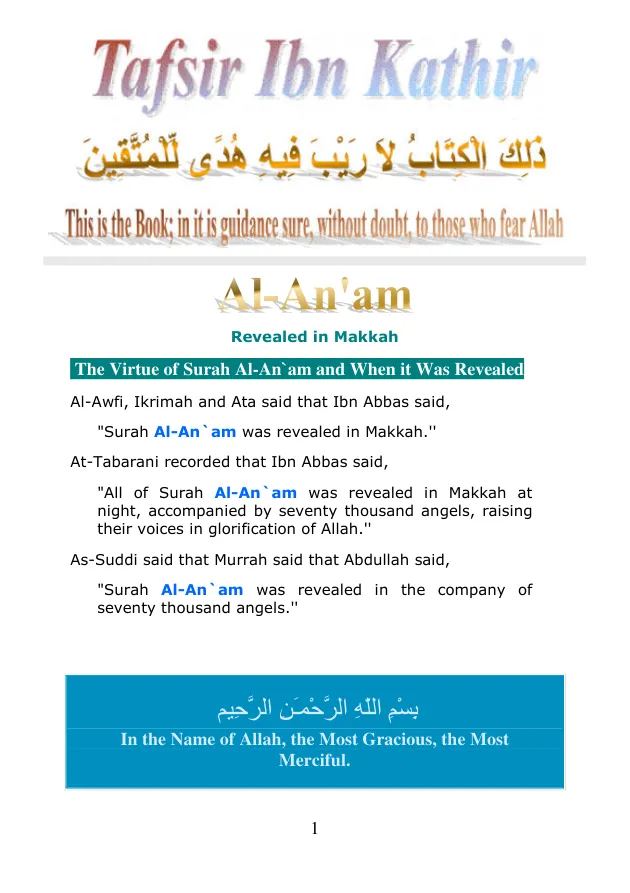 Tafsir Ibn Kathir
ذَلِكَ الْكِتَابُ لاَ رَيْبَ فِيهِ هُدًى لِّلْمُتَّقِينَ
This is the Book; in it is guidance sure, without doubt, to those who fear Allah
Al-An'am
Revealed in Makkah
The Virtue of Surah Al-An`am and When it Was Revealed
Al-Awfi, Ikrimah and Ata said that Ibn Abbas said,
"Surah Al-An`am was revealed in Makkah.''
At-Tabarani recorded that Ibn Abbas said,
"All of Surah Al-An`am was revealed in Makkah at
night, accompanied by seventy thousand angels, raising
their voices in glorification of Allah.''
As-Suddi said that Murrah said that Abdullah said,
"Surah Al-An`am was revealed in the company of
seventy thousand angels.''
بِسْمِ اللَّهِ الرَّحْمَـنِ الرَّحِيمِ
In the Name of Allah, the Most Gracious, the Most
Merciful.
1